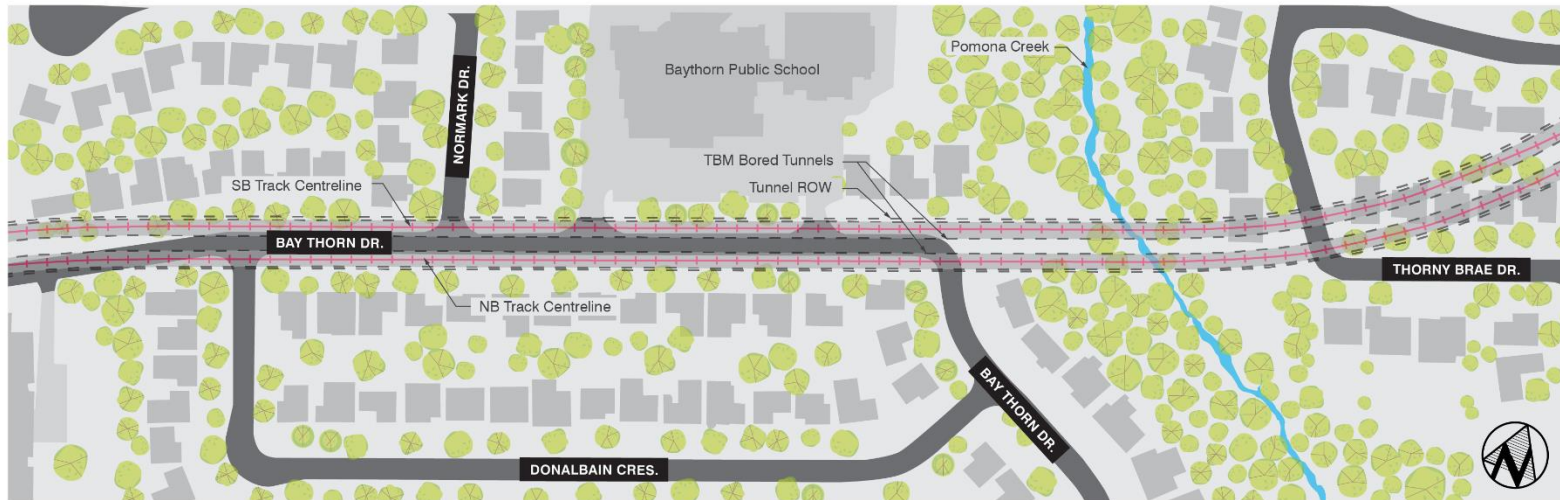 Pomona Creek
Baythorn Public School
NORMARK DR.
TBM Bored Tunnels
SB Track Centreline
Tunnel ROW
BAY THORN DR.
THORNY BRAE DR.
NB Track Centreline
BAY THORN DR.
DONALBAIN CRES.
N